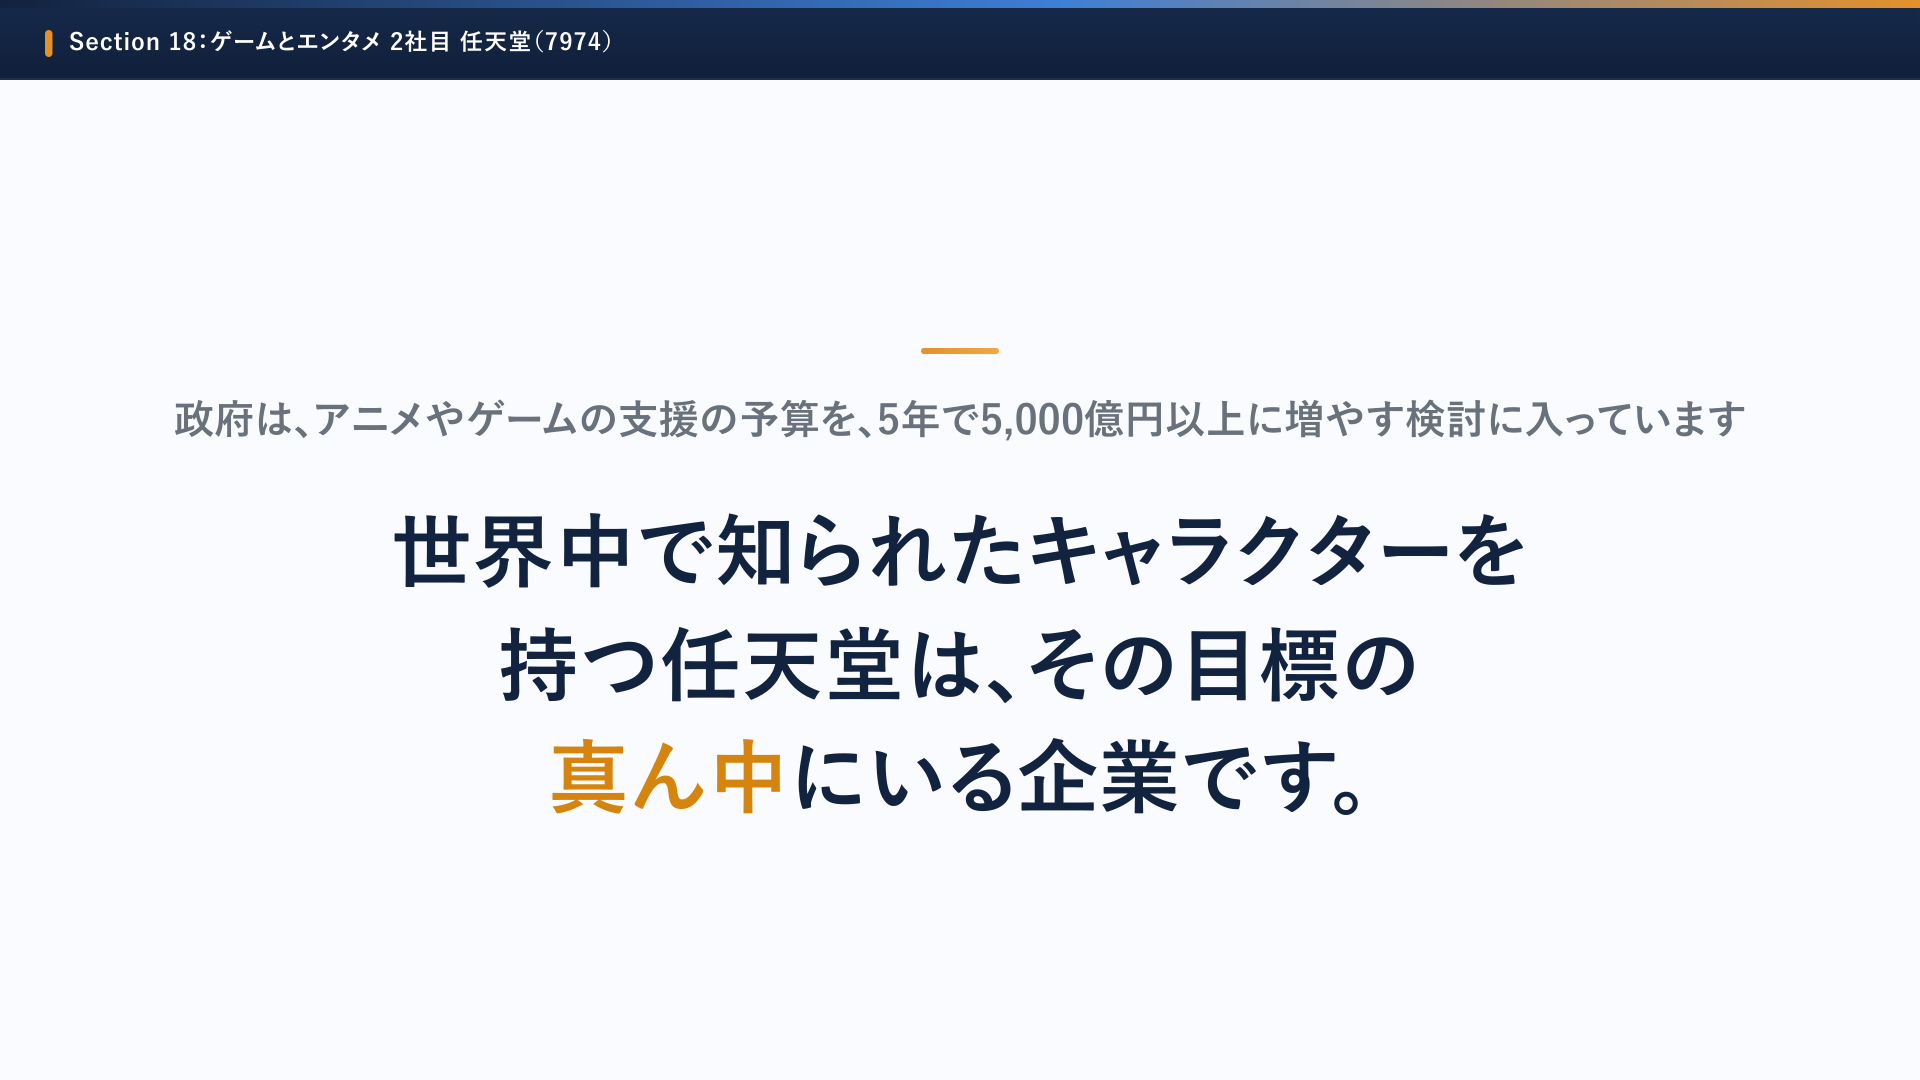 Section 18：ゲームとエンタメ 2社目 任天堂（7974）
政府は、アニメやゲームの支援の予算を、5年で5,000億円以上に増やす検討に入っています
世界中で知られたキャラクターを
持つ任天堂は、その目標の
真ん中にいる企業です。